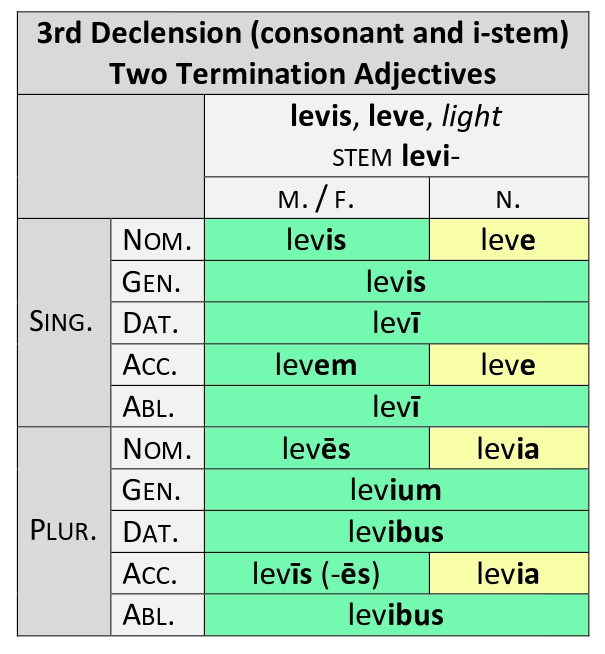 3rd Declension (consonant and i-stem)
Two Termination Adjectives
levis, leve, light
STEM levi-
M. / F. N.
SING. NOM. levis leve
GEN. levis
DAT. levī
ACC. levem leve
ABL. levī
PLUR. NOM. levēs levia
GEN. levium
DAT. levibus
ACC. levīs (-ēs) levia
ABL. levibus